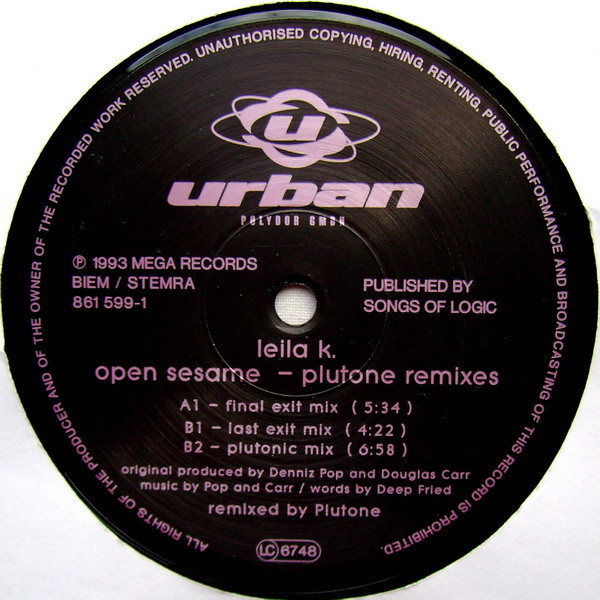 ALL RIGHTS OF THE PRODUCER AND OF THE OWNER OF THE RECORDED WORK RESERVED. UNAUTHORISED COPYING, HIRING, RENTING, PUBLIC PERFORMANCE AND BROADCASTING OF THIS RECORD IS PROHIBITED.
u
urban
POLYDOR GMBH
℗ 1993 MEGA RECORDS
BIEM / STEMRA
861 599-1
PUBLISHED BY
SONGS OF LOGIC
leila k.
open sesame – plutone remixes
A1 – final exit mix ( 5:34 )
B1 – last exit mix ( 4:22 )
B2 – plutonic mix ( 6:58 )
original produced by Denniz Pop and Douglas Carr
music by Pop and Carr / words by Deep Fried
remixed by Plutone
LC 6748